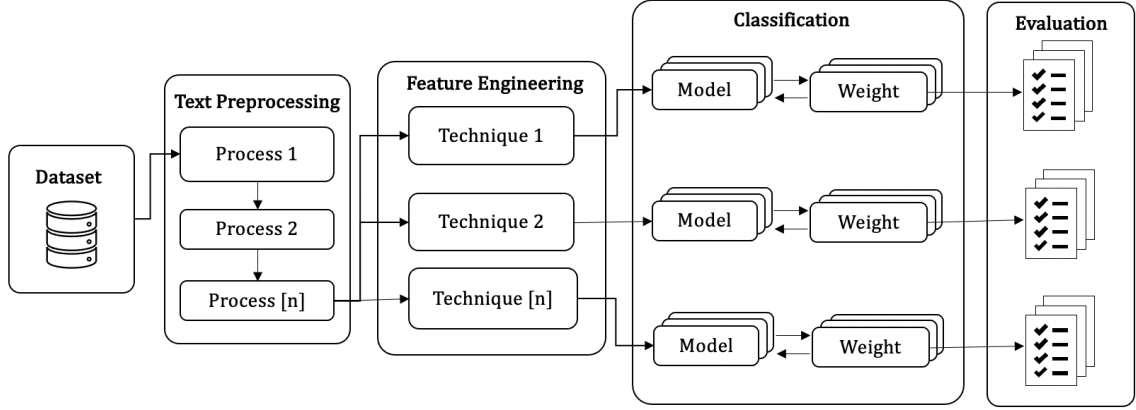 Dataset
Text Preprocessing
Process 1
Process 2
Process [n]
Feature Engineering
Technique 1
Technique 2
Technique [n]
Classification
Model
Weight
Model
Weight
Model
Weight
Evaluation